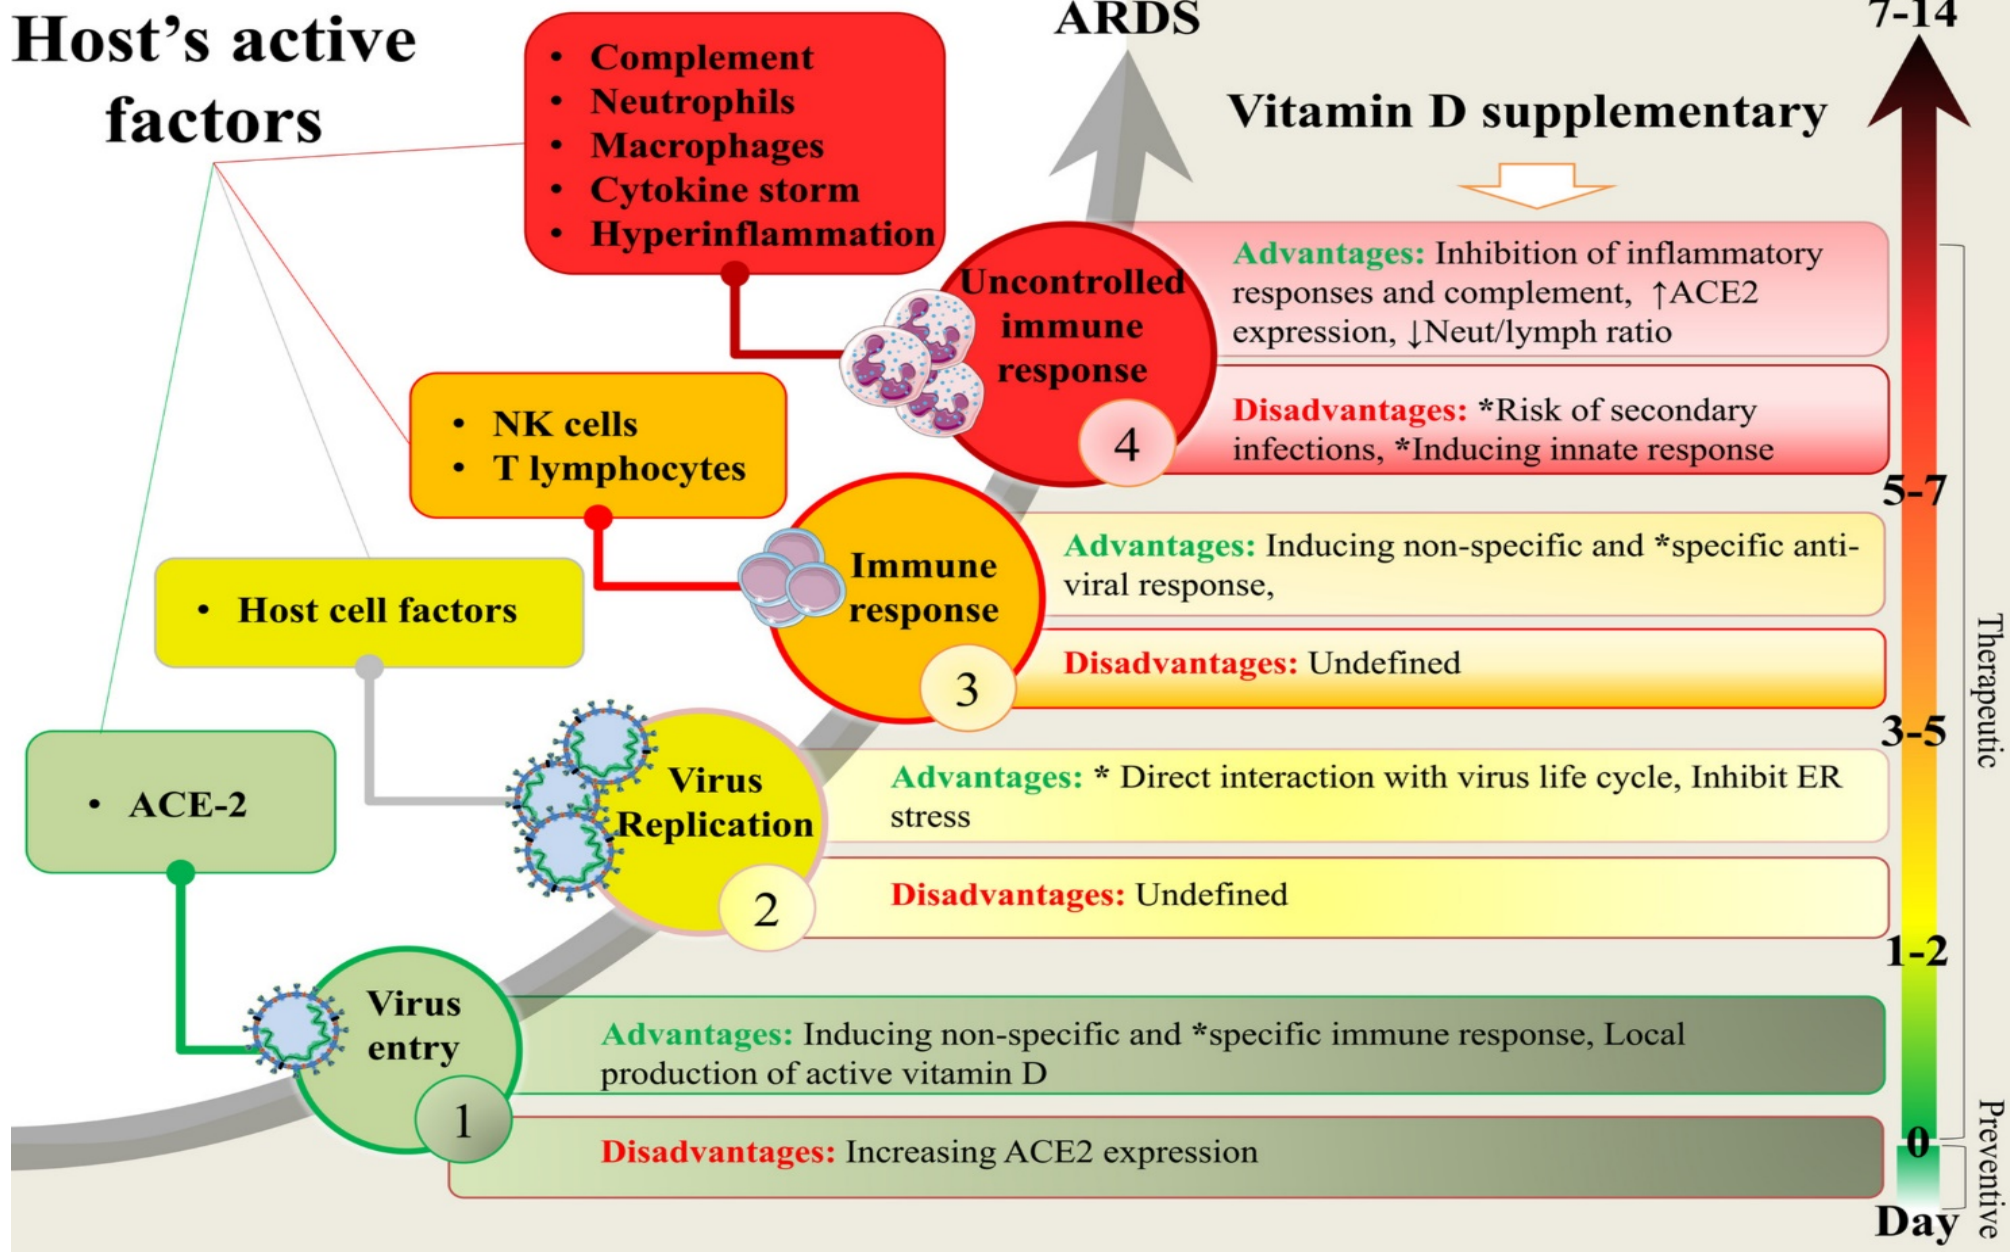 Host’s active
factors
• Complement
• Neutrophils
• Macrophages
• Cytokine storm
• Hyperinflammation
ARDS
7-14
Vitamin D supplementary
Uncontrolled
immune
response
4
Advantages: Inhibition of inflammatory
responses and complement, ↑ACE2
expression, ↓Neut/lymph ratio
Disadvantages: *Risk of secondary
infections, *Inducing innate response
5-7
• NK cells
• T lymphocytes
Immune
response
3
Advantages: Inducing non-specific and *specific anti-
viral response,
Disadvantages: Undefined
3-5
Therapeutic
• Host cell factors
Virus
Replication
2
Advantages: * Direct interaction with virus life cycle, Inhibit ER
stress
Disadvantages: Undefined
1-2
• ACE-2
Virus
entry
1
Advantages: Inducing non-specific and *specific immune response, Local
production of active vitamin D
Disadvantages: Increasing ACE2 expression
0
Preventive
Day